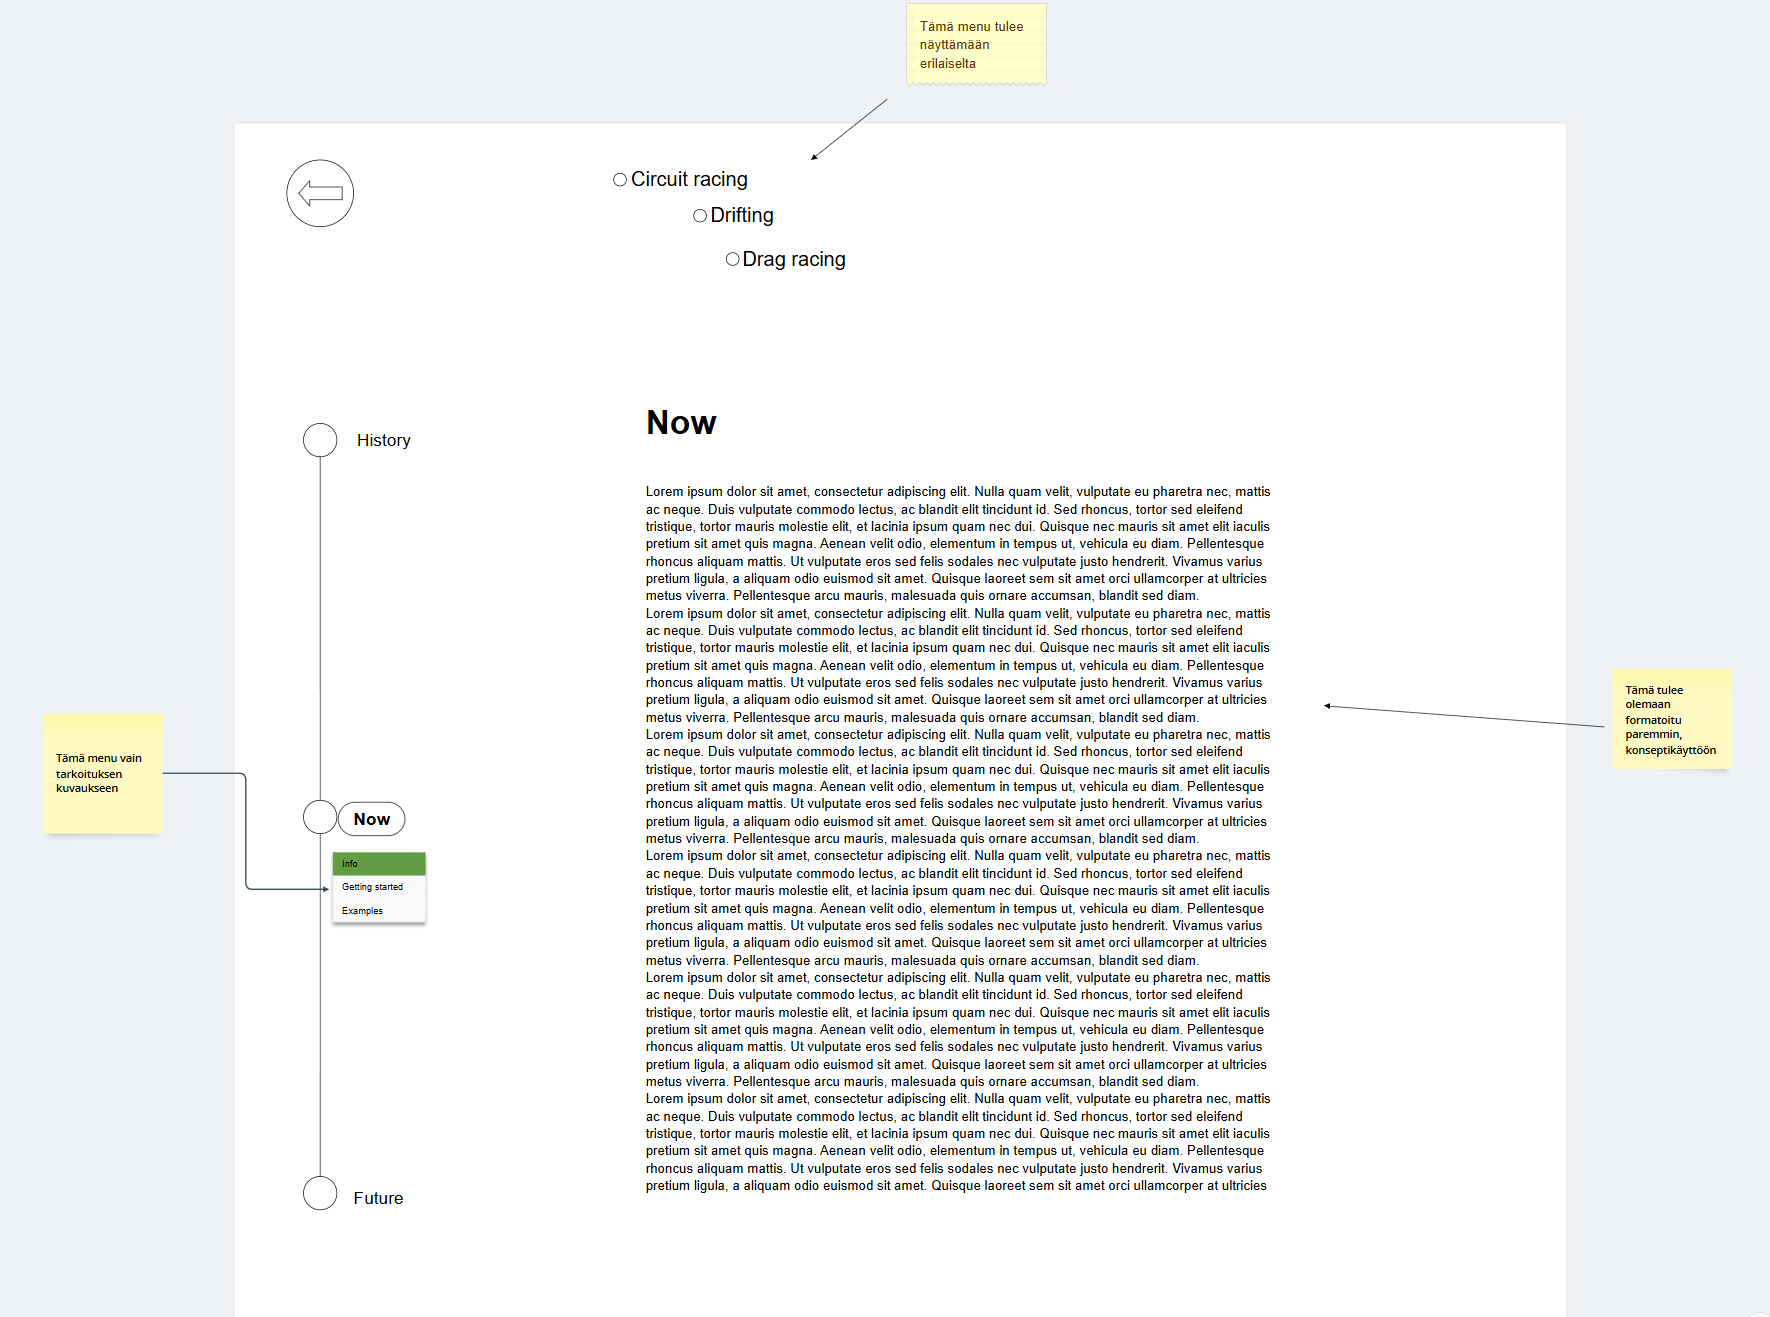 Tämä menu tulee
näyttämään
erilaiselta
Circuit racing
Drifting
Drag racing
History
Now
Info
Getting started
Examples
Future
Tämä menu vain
tarkoituksen
kuvaukseen
Now
Lorem ipsum dolor sit amet, consectetur adipiscing elit. Nulla quam velit, vulputate eu pharetra nec, mattis
ac neque. Duis vulputate commodo lectus, ac blandit elit tincidunt id. Sed rhoncus, tortor sed eleifend
tristique, tortor mauris molestie elit, et lacinia ipsum quam nec dui. Quisque nec mauris sit amet elit iaculis
pretium sit amet quis magna. Aenean velit odio, elementum in tempus ut, vehicula eu diam. Pellentesque
rhoncus aliquam mattis. Ut vulputate eros sed felis sodales nec vulputate justo hendrerit. Vivamus varius
pretium ligula, a aliquam odio euismod sit amet. Quisque laoreet sem sit amet orci ullamcorper at ultricies
metus viverra. Pellentesque arcu mauris, malesuada quis ornare accumsan, blandit sed diam.
Lorem ipsum dolor sit amet, consectetur adipiscing elit. Nulla quam velit, vulputate eu pharetra nec, mattis
ac neque. Duis vulputate commodo lectus, ac blandit elit tincidunt id. Sed rhoncus, tortor sed eleifend
tristique, tortor mauris molestie elit, et lacinia ipsum quam nec dui. Quisque nec mauris sit amet elit iaculis
pretium sit amet quis magna. Aenean velit odio, elementum in tempus ut, vehicula eu diam. Pellentesque
rhoncus aliquam mattis. Ut vulputate eros sed felis sodales nec vulputate justo hendrerit. Vivamus varius
pretium ligula, a aliquam odio euismod sit amet. Quisque laoreet sem sit amet orci ullamcorper at ultricies
metus viverra. Pellentesque arcu mauris, malesuada quis ornare accumsan, blandit sed diam.
Lorem ipsum dolor sit amet, consectetur adipiscing elit. Nulla quam velit, vulputate eu pharetra nec, mattis
ac neque. Duis vulputate commodo lectus, ac blandit elit tincidunt id. Sed rhoncus, tortor sed eleifend
tristique, tortor mauris molestie elit, et lacinia ipsum quam nec dui. Quisque nec mauris sit amet elit iaculis
pretium sit amet quis magna. Aenean velit odio, elementum in tempus ut, vehicula eu diam. Pellentesque
rhoncus aliquam mattis. Ut vulputate eros sed felis sodales nec vulputate justo hendrerit. Vivamus varius
pretium ligula, a aliquam odio euismod sit amet. Quisque laoreet sem sit amet orci ullamcorper at ultricies
metus viverra. Pellentesque arcu mauris, malesuada quis ornare accumsan, blandit sed diam.
Lorem ipsum dolor sit amet, consectetur adipiscing elit. Nulla quam velit, vulputate eu pharetra nec, mattis
ac neque. Duis vulputate commodo lectus, ac blandit elit tincidunt id. Sed rhoncus, tortor sed eleifend
tristique, tortor mauris molestie elit, et lacinia ipsum quam nec dui. Quisque nec mauris sit amet elit iaculis
pretium sit amet quis magna. Aenean velit odio, elementum in tempus ut, vehicula eu diam. Pellentesque
rhoncus aliquam mattis. Ut vulputate eros sed felis sodales nec vulputate justo hendrerit. Vivamus varius
pretium ligula, a aliquam odio euismod sit amet. Quisque laoreet sem sit amet orci ullamcorper at ultricies
metus viverra. Pellentesque arcu mauris, malesuada quis ornare accumsan, blandit sed diam.
Lorem ipsum dolor sit amet, consectetur adipiscing elit. Nulla quam velit, vulputate eu pharetra nec, mattis
ac neque. Duis vulputate commodo lectus, ac blandit elit tincidunt id. Sed rhoncus, tortor sed eleifend
tristique, tortor mauris molestie elit, et lacinia ipsum quam nec dui. Quisque nec mauris sit amet elit iaculis
pretium sit amet quis magna. Aenean velit odio, elementum in tempus ut, vehicula eu diam. Pellentesque
rhoncus aliquam mattis. Ut vulputate eros sed felis sodales nec vulputate justo hendrerit. Vivamus varius
pretium ligula, a aliquam odio euismod sit amet. Quisque laoreet sem sit amet orci ullamcorper at ultricies
metus viverra. Pellentesque arcu mauris, malesuada quis ornare accumsan, blandit sed diam.
Lorem ipsum dolor sit amet, consectetur adipiscing elit. Nulla quam velit, vulputate eu pharetra nec, mattis
ac neque. Duis vulputate commodo lectus, ac blandit elit tincidunt id. Sed rhoncus, tortor sed eleifend
tristique, tortor mauris molestie elit, et lacinia ipsum quam nec dui. Quisque nec mauris sit amet elit iaculis
pretium sit amet quis magna. Aenean velit odio, elementum in tempus ut, vehicula eu diam. Pellentesque
rhoncus aliquam mattis. Ut vulputate eros sed felis sodales nec vulputate justo hendrerit. Vivamus varius
pretium ligula, a aliquam odio euismod sit amet. Quisque laoreet sem sit amet orci ullamcorper at ultricies
Tämä tulee
olemaan
formatoitu
paremmin,
konseptikäyttöön